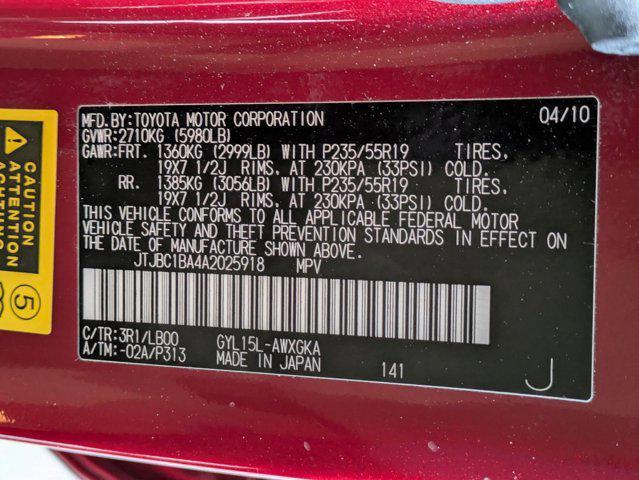 MFD.BY:TOYOTA MOTOR CORPORATION 04/10
GVWR:2710KG (5980LB)
GAWR:FRT. 1360KG (2999LB) WITH P235/55R19 TIRES,
19X7 1/2J RIMS, AT 230KPA (33PSI) COLD.
RR. 1385KG (3056LB) WITH P235/55R19 TIRES,
19X7 1/2J RIMS, AT 230KPA (33PSI) COLD.
THIS VEHICLE CONFORMS TO ALL APPLICABLE FEDERAL MOTOR
VEHICLE SAFETY AND THEFT PREVENTION STANDARDS IN EFFECT ON
THE DATE OF MANUFACTURE SHOWN ABOVE.
JTJBC1BA4A2025918 MPV
C/TR:3R1/LB00 GYL15L-AWXGKA
A/TM:-02A/P313 MADE IN JAPAN
141
J
ATTENTION
ACHTUNG
5